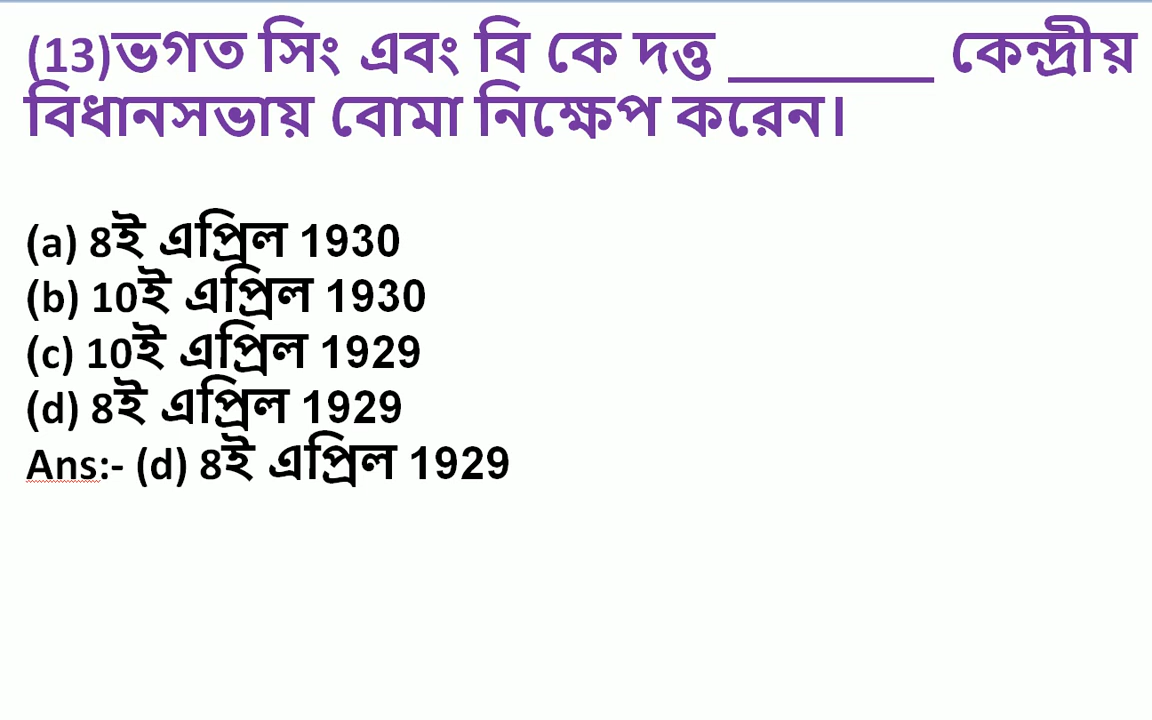 (13)ভগত সিং এবং বি কে দত্ত ________ কেন্দ্রীয়
বিধানসভায় বোমা নিক্ষেপ করেন।
(a) 8ই এপ্রিল 1930
(b) 10ই এপ্রিল 1930
(c) 10ই এপ্রিল 1929
(d) 8ই এপ্রিল 1929
Ans:- (d) 8ই এপ্রিল 1929